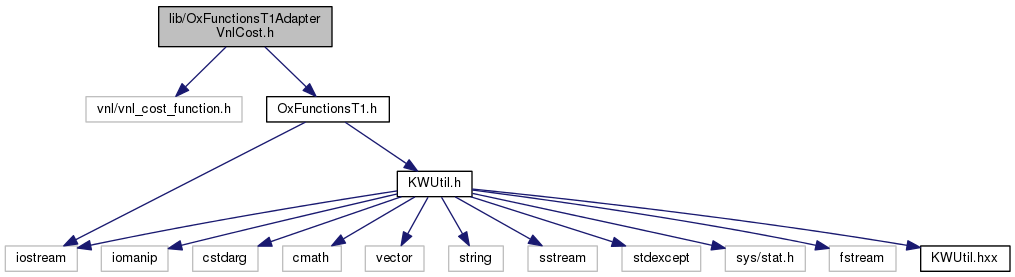 lib/OxFunctionsT1Adapter
VnlCost.h
vnl/vnl_cost_function.h
OxFunctionsT1.h
KWUtil.h
iostream
iomanip
cstdarg
cmath
vector
string
sstream
stdexcept
sys/stat.h
fstream
KWUtil.hxx